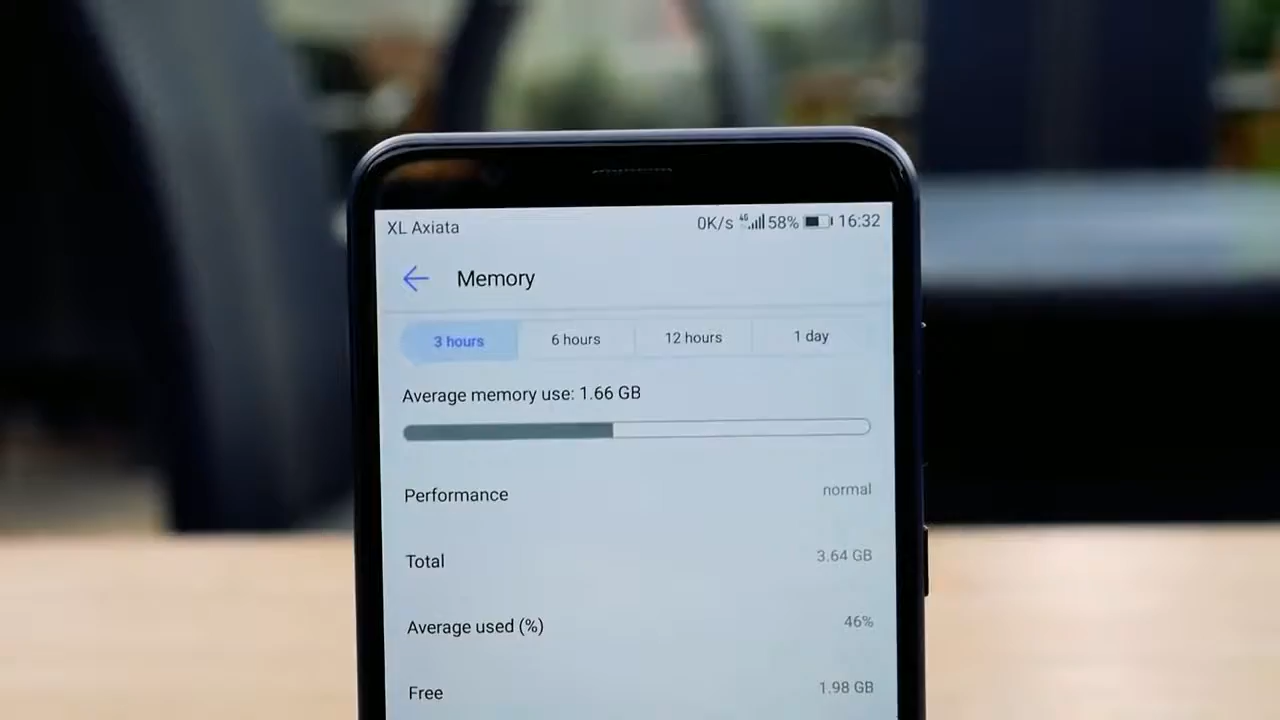 XL Axiata 0K/s 4G 58% 16:32
Memory
3 hours 6 hours 12 hours 1 day
Average memory use: 1.66 GB
Performance normal
Total 3.64 GB
Average used (%) 46%
Free 1.98 GB